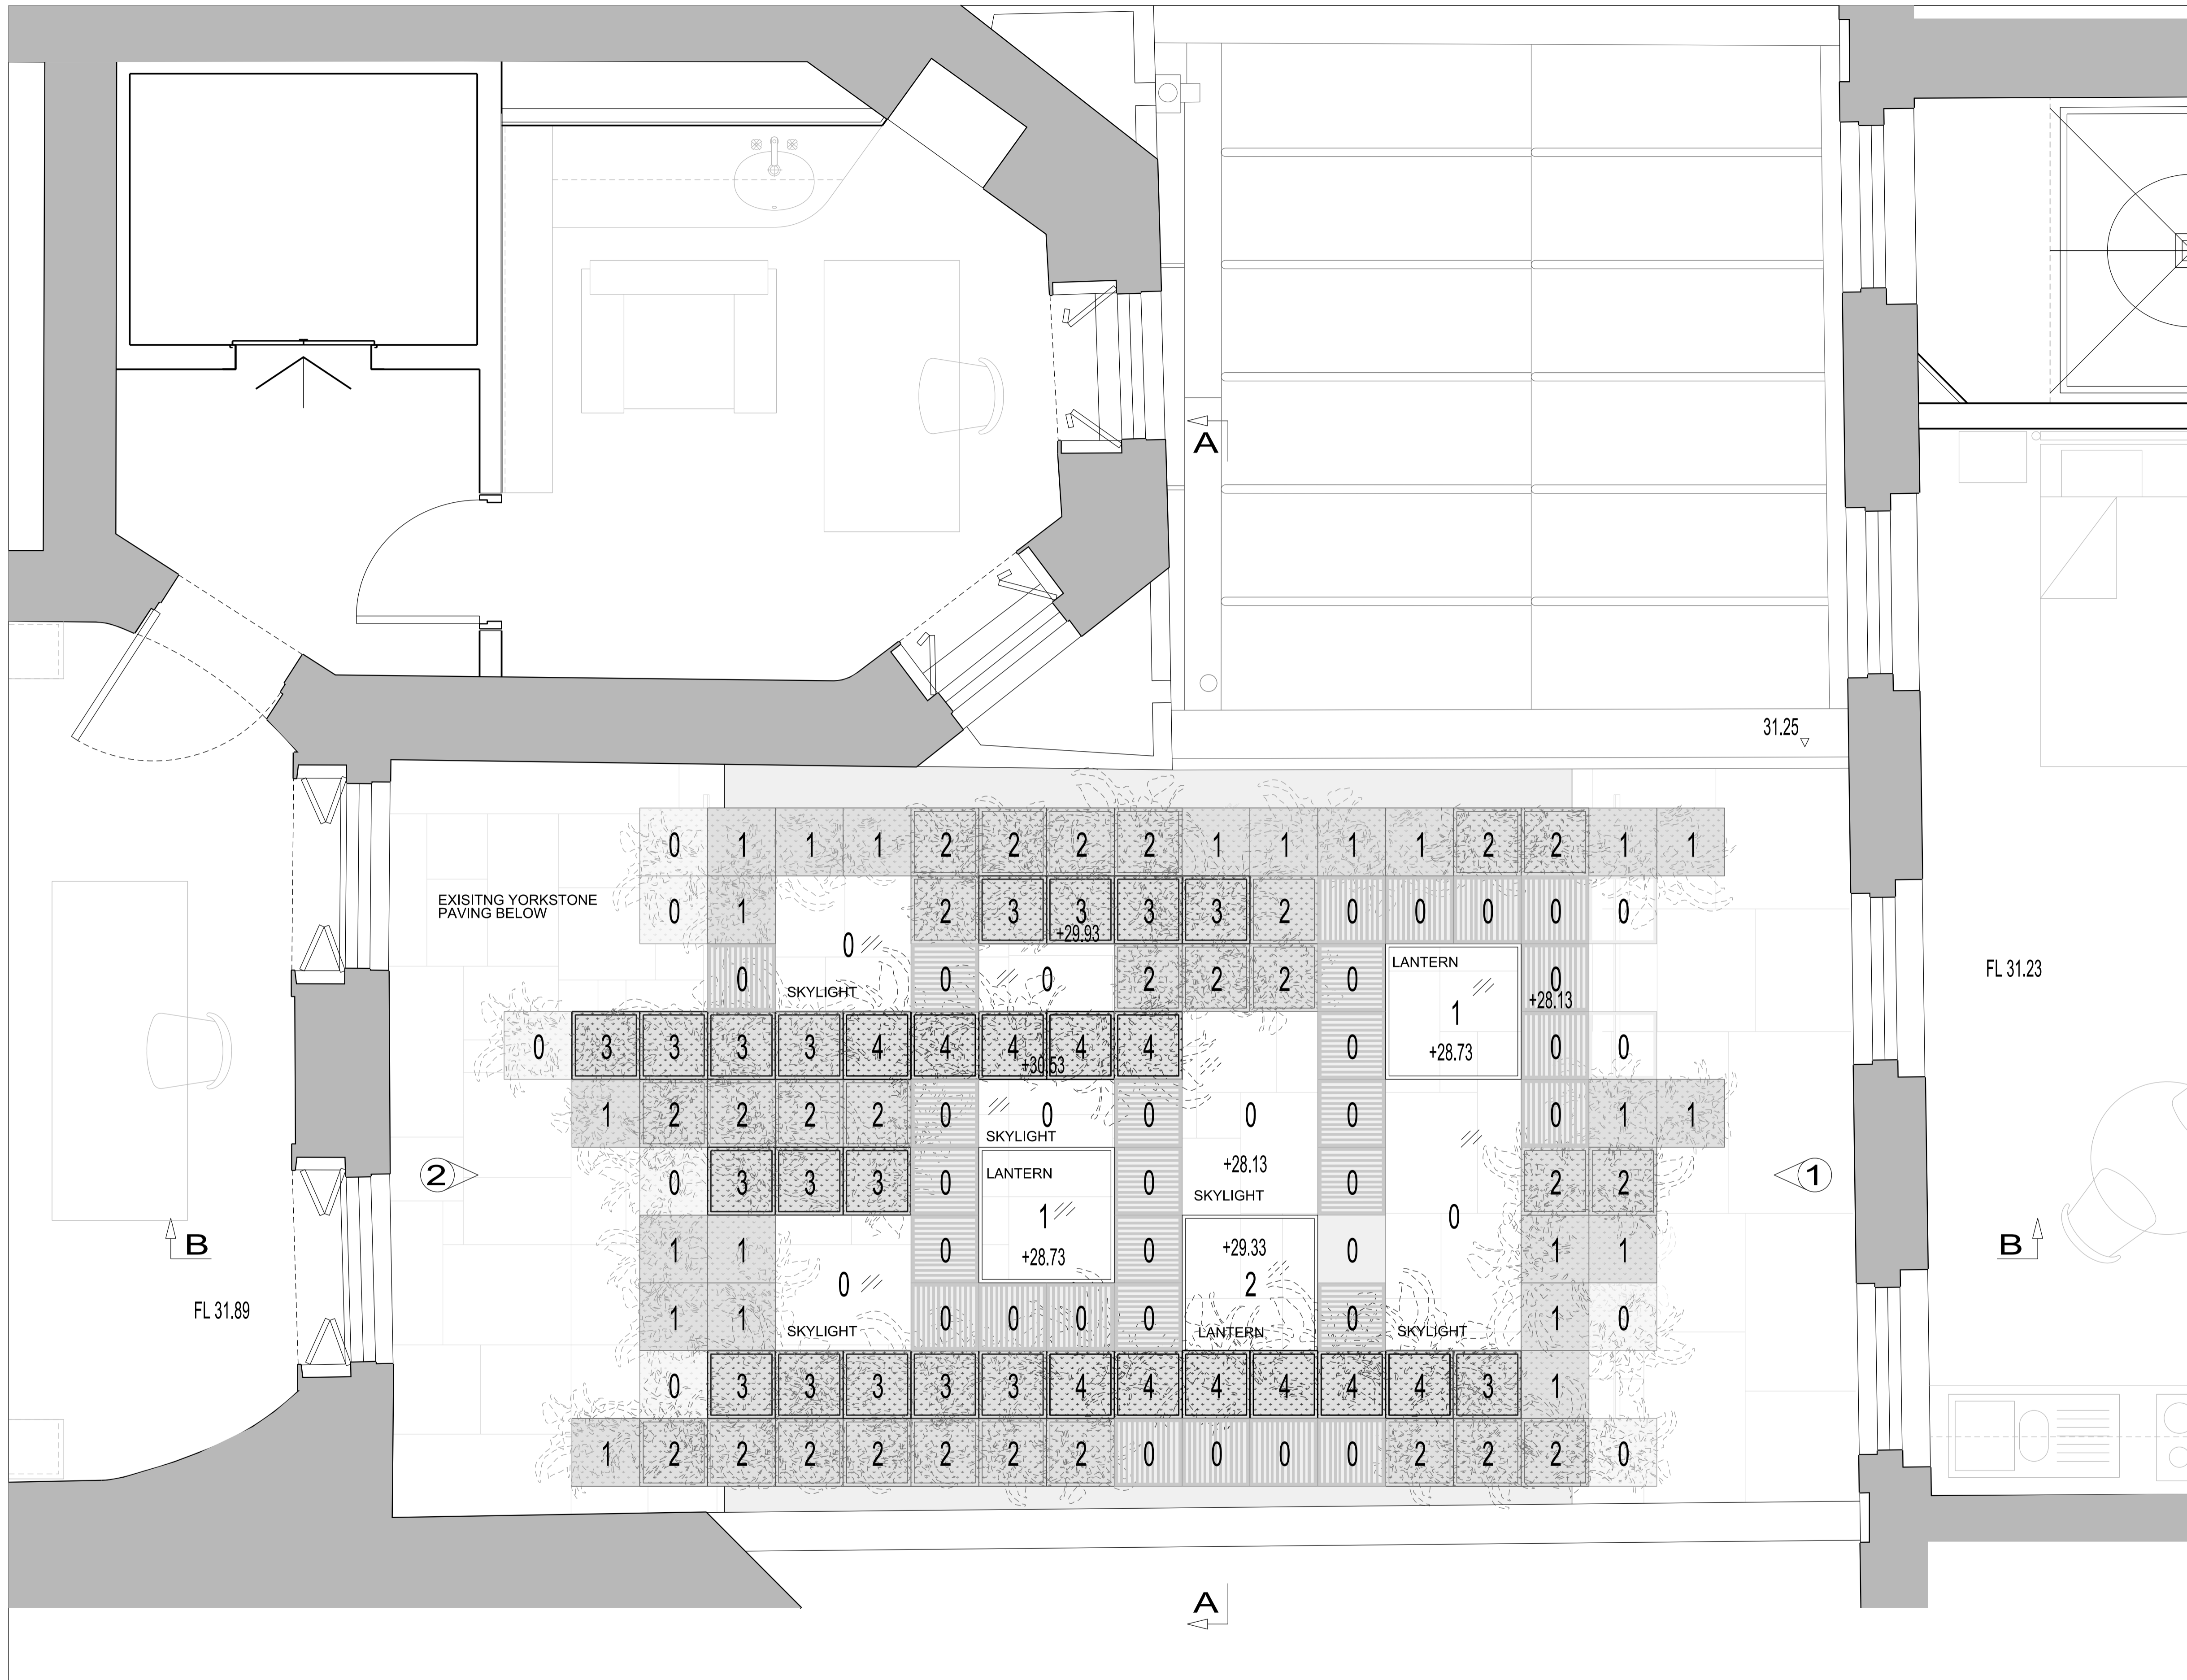 A
31.25
0 1 1 1 2 2 2 2 1 1 1 1 2 2 1 1
EXISITNG YORKSTONE
PAVING BELOW
0 1 2 3 3 3 3 2 0 0 0 0 0
+29.93
0
LANTERN
FL 31.23
0 0 0 2 2 2 0 0
SKYLIGHT
+28.13
1
0 3 3 3 3 4 4 4 4 4 0 0 0
+28.73
+30.53
1 2 2 2 2 0 0 0 0 0 0 1 1
SKYLIGHT
+28.13
LANTERN
2
1
0 3 3 3 0 0 0 2 2
SKYLIGHT
1
0
B
1 1 0 0 0 1 1
+29.33
B
+28.73
0
2
FL 31.89
1 1 0 0 0 0 0 1 0
SKYLIGHT
LANTERN
SKYLIGHT
0 3 3 3 3 3 4 4 4 4 4 4 3 1
1 2 2 2 2 2 2 2 0 0 0 0 2 2 2 0
A